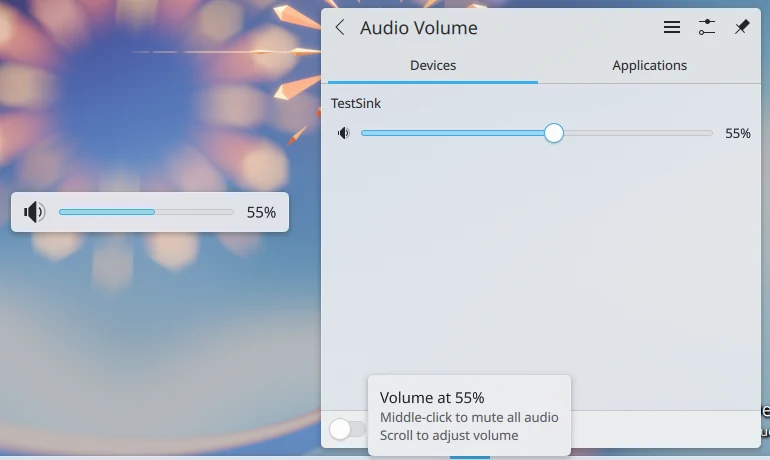 Audio Volume
Devices
Applications
TestSink
55%
55%
Volume at 55%
Middle-click to mute all audio
Scroll to adjust volume